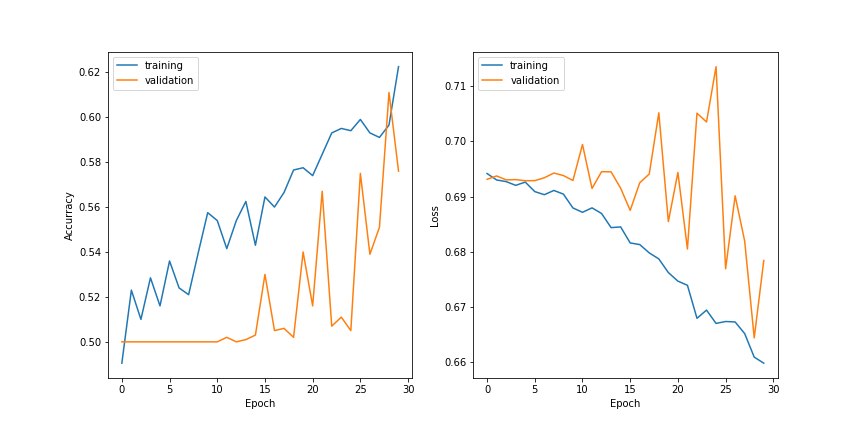 training
validation
0.62
0.60
0.58
0.56
0.54
0.52
0.50
Accurracy
0 5 10 15 20 25 30
Epoch
training
validation
0.71
0.70
0.69
0.68
0.67
0.66
Loss
0 5 10 15 20 25 30
Epoch